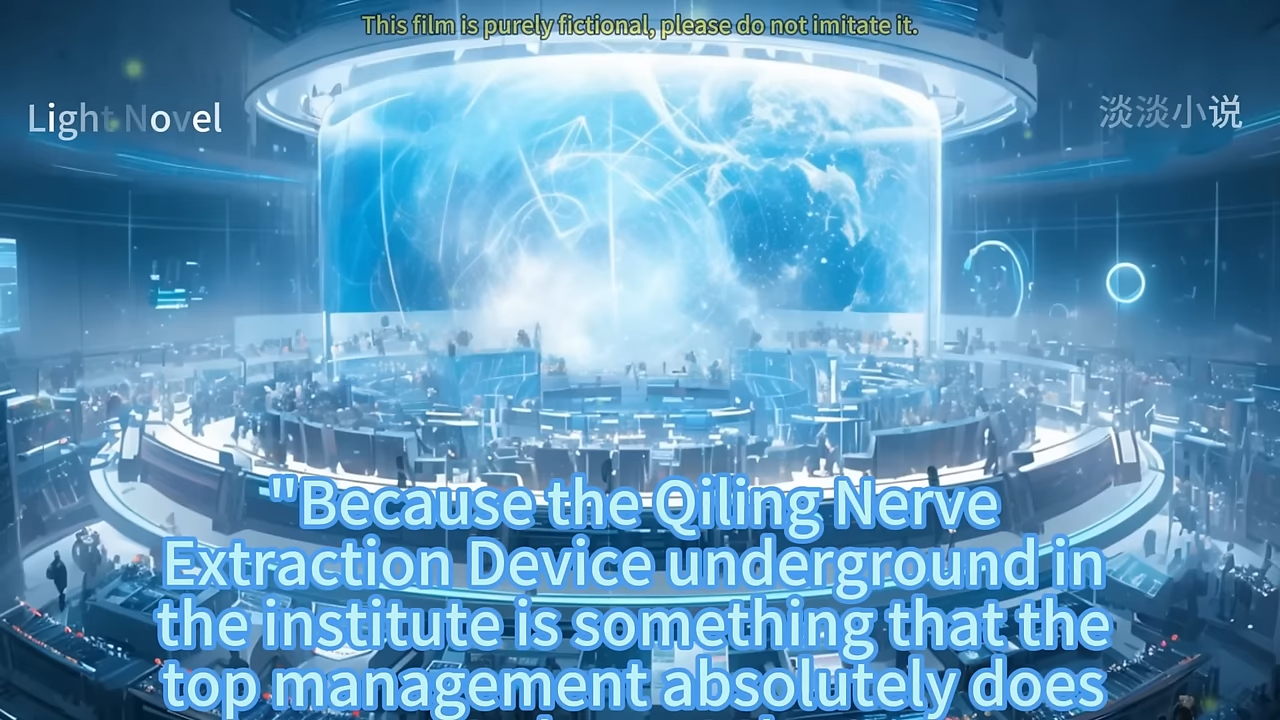 This film is purely fictional, please do not imitate it.
Light Novel
淡淡小说
"Because the Qiling Nerve
Extraction Device underground in
the institute is something that the
top management absolutely does